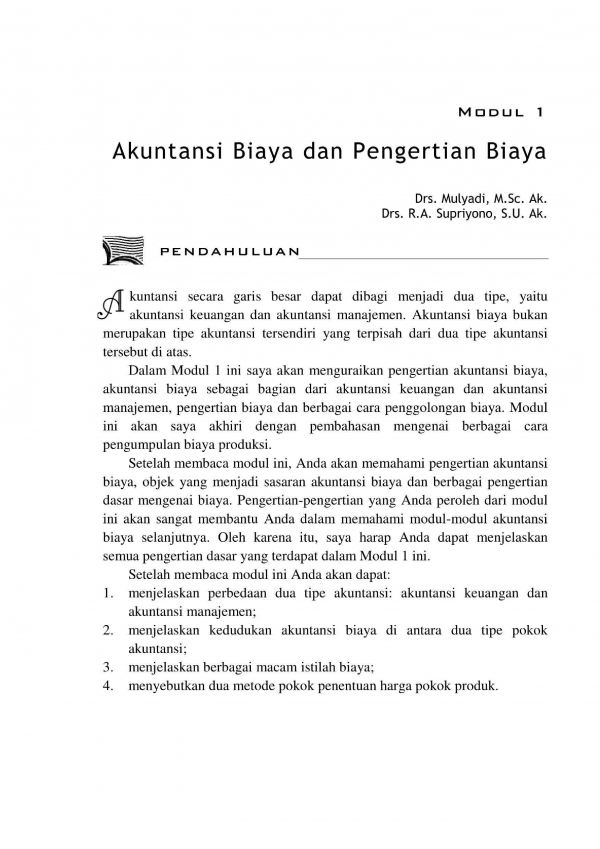 MODUL 1
Akuntansi Biaya dan Pengertian Biaya
Drs. Mulyadi, M.Sc. Ak.
Drs. R.A. Supriyono, S.U. Ak.
PENDAHULUAN
Akuntansi secara garis besar dapat dibagi menjadi dua tipe, yaitu
akuntansi keuangan dan akuntansi manajemen. Akuntansi biaya bukan
merupakan tipe akuntansi tersendiri yang terpisah dari dua tipe akuntansi
tersebut di atas.
Dalam Modul 1 ini saya akan menguraikan pengertian akuntansi biaya,
akuntansi biaya sebagai bagian dari akuntansi keuangan dan akuntansi
manajemen, pengertian biaya dan berbagai cara penggolongan biaya. Modul
ini akan saya akhiri dengan pembahasan mengenai berbagai cara
pengumpulan biaya produksi.
Setelah membaca modul ini, Anda akan memahami pengertian akuntansi
biaya, objek yang menjadi sasaran akuntansi biaya dan berbagai pengertian
dasar mengenai biaya. Pengertian-pengertian yang Anda peroleh dari modul
ini akan sangat membantu Anda dalam memahami modul-modul akuntansi
biaya selanjutnya. Oleh karena itu, saya harap Anda dapat menjelaskan
semua pengertian dasar yang terdapat dalam Modul 1 ini.
Setelah membaca modul ini Anda akan dapat:
1. menjelaskan perbedaan dua tipe akuntansi: akuntansi keuangan dan
akuntansi manajemen;
2. menjelaskan kedudukan akuntansi biaya di antara dua tipe pokok
akuntansi;
3. menjelaskan berbagai macam istilah biaya;
4. menyebutkan dua metode pokok penentuan harga pokok produk.